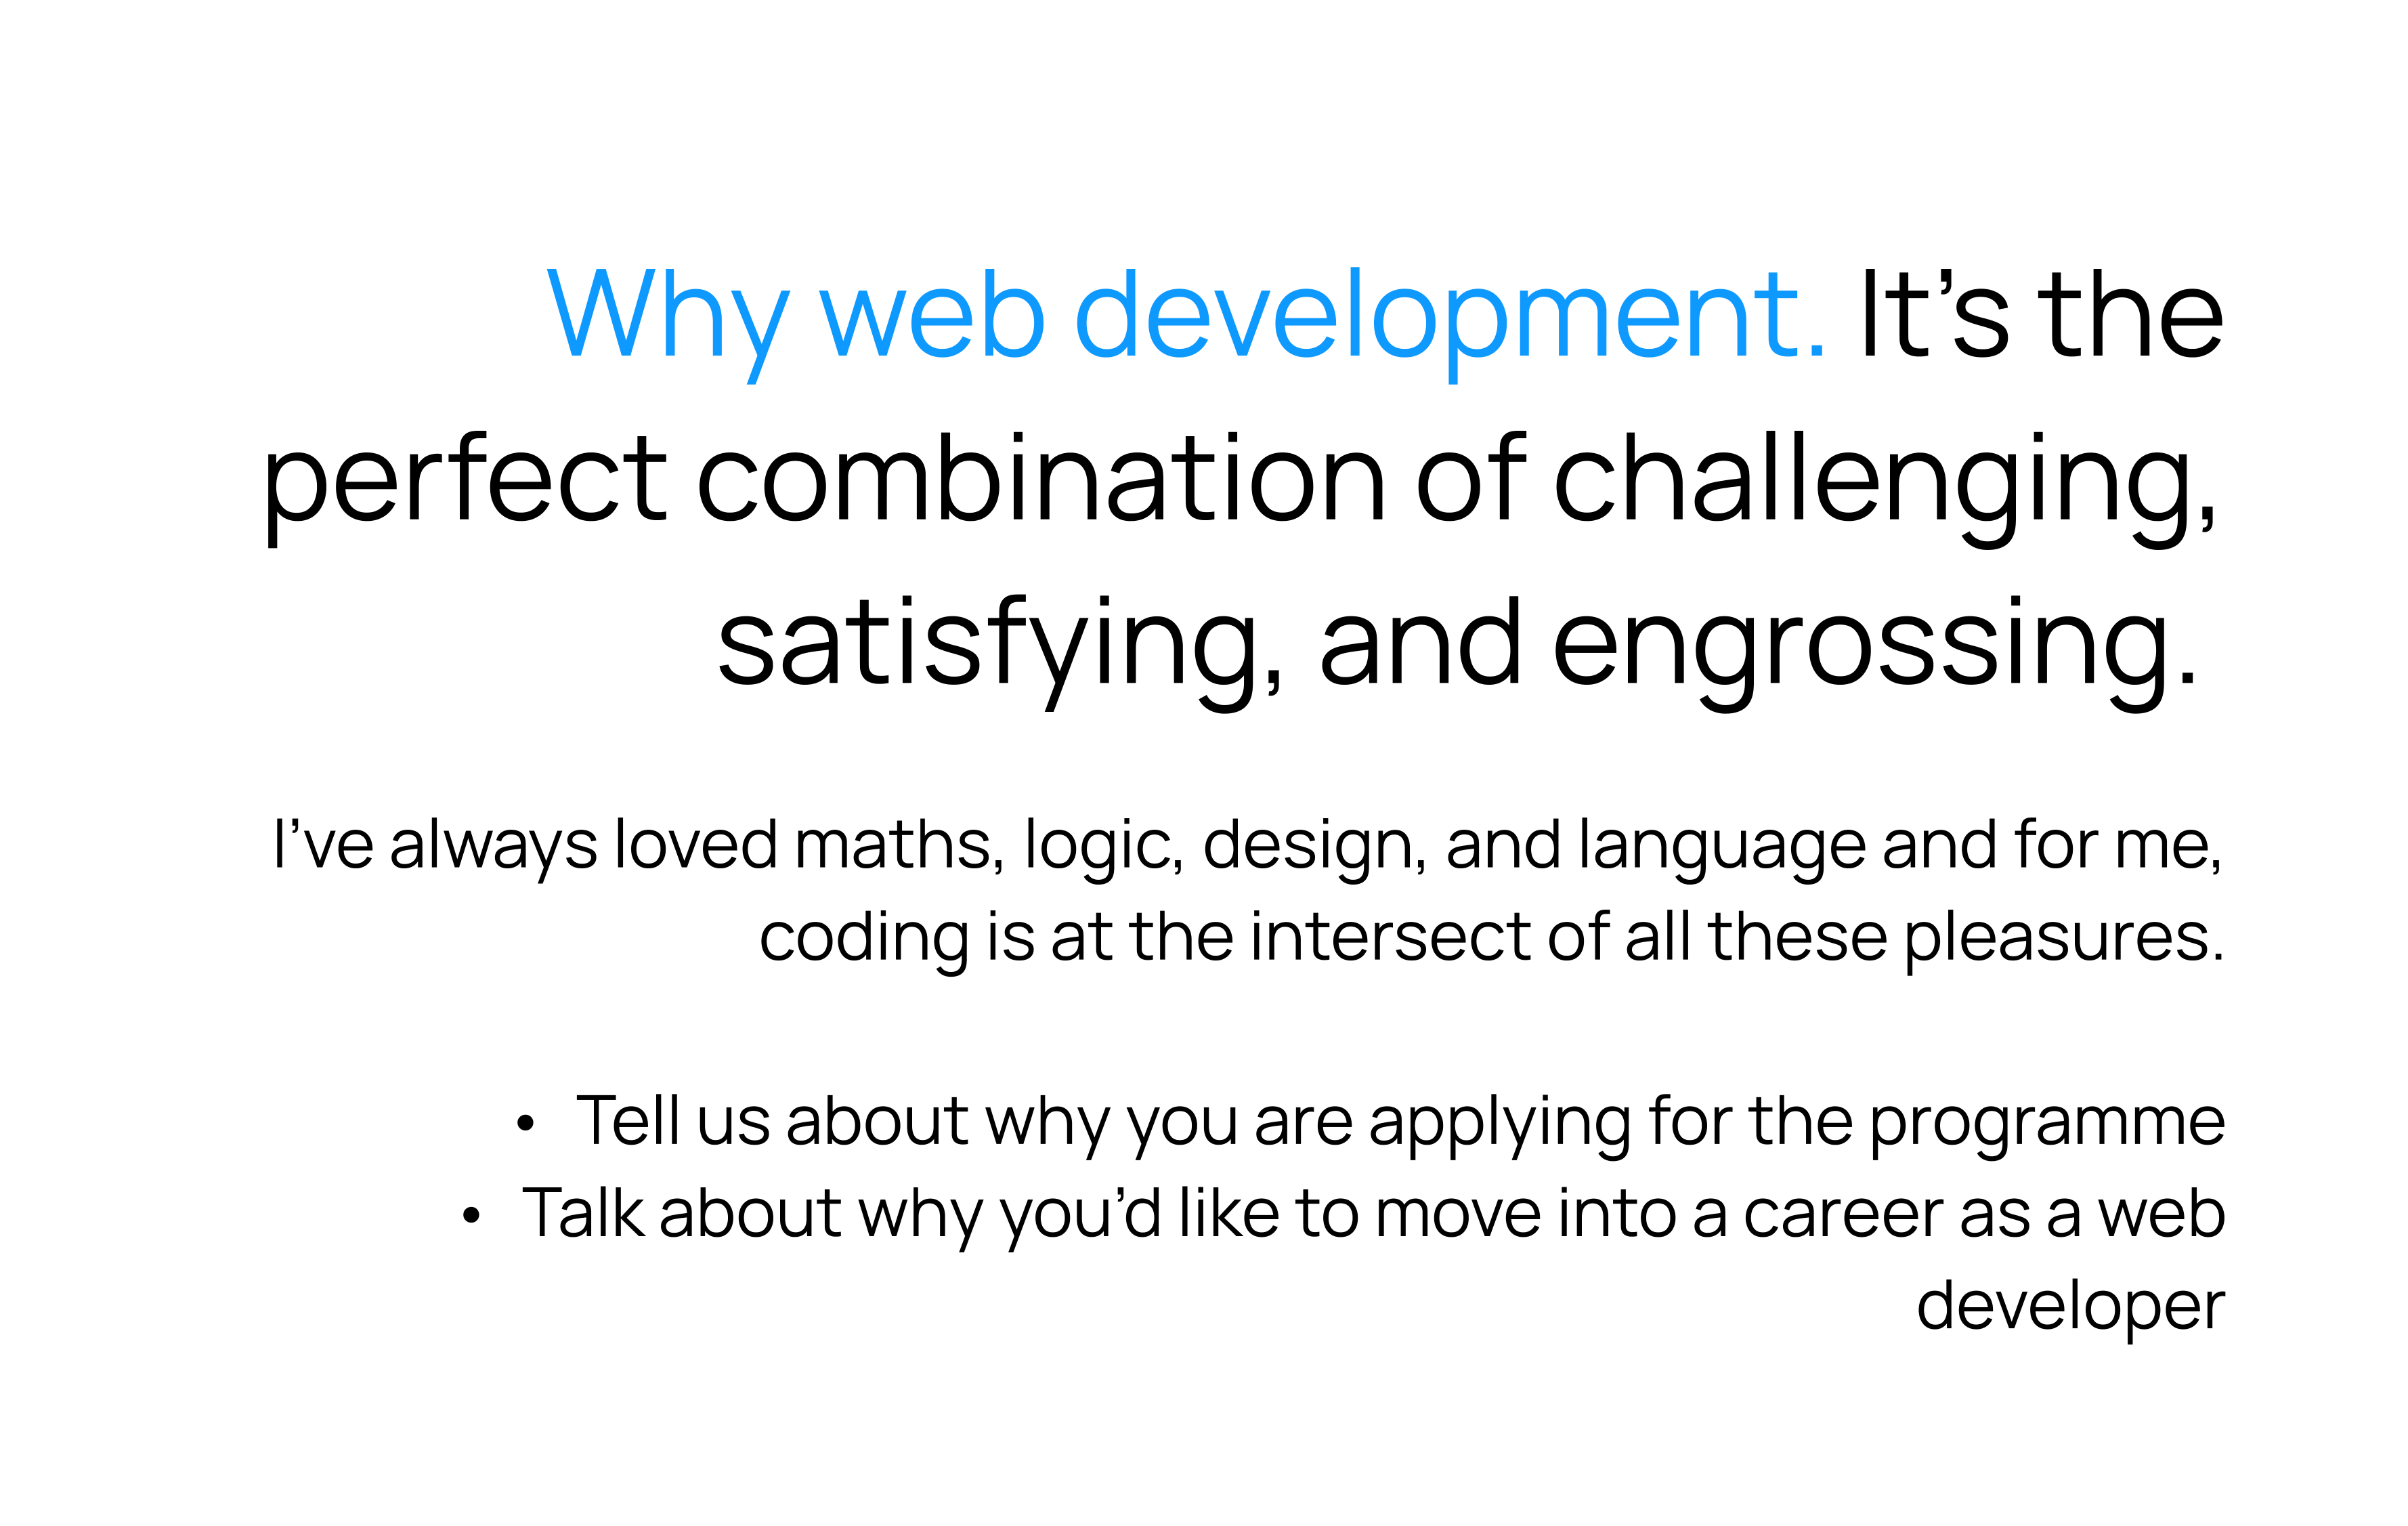 Why web development. It’s the
perfect combination of challenging,
satisfying, and engrossing.
I’ve always loved maths, logic, design, and language and for me,
coding is at the intersect of all these pleasures.
• Tell us about why you are applying for the programme
• Talk about why you’d like to move into a career as a web
developer